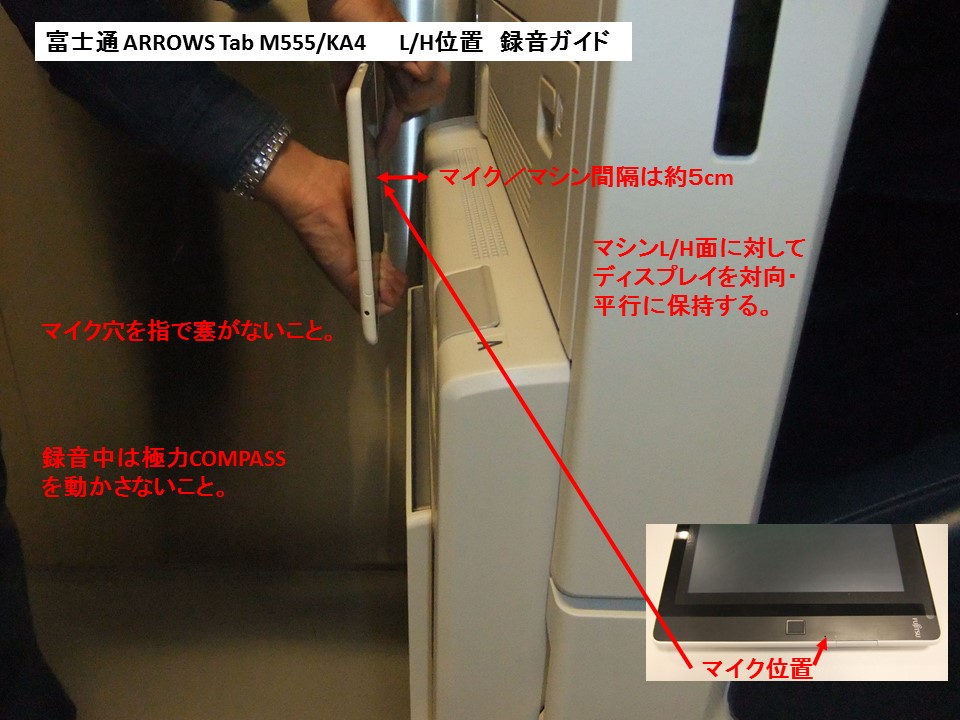 富士通 ARROWS Tab M555/KA4 L/H位置 録音ガイド
マイク／マシン間隔は約5cm
マシンL/H面に対して
ディスプレイを対向・
平行に保持する。
マイク穴を指で塞がないこと。
A
録音中は極力COMPASS
を動かさないこと。
FUJITSU
マイク位置